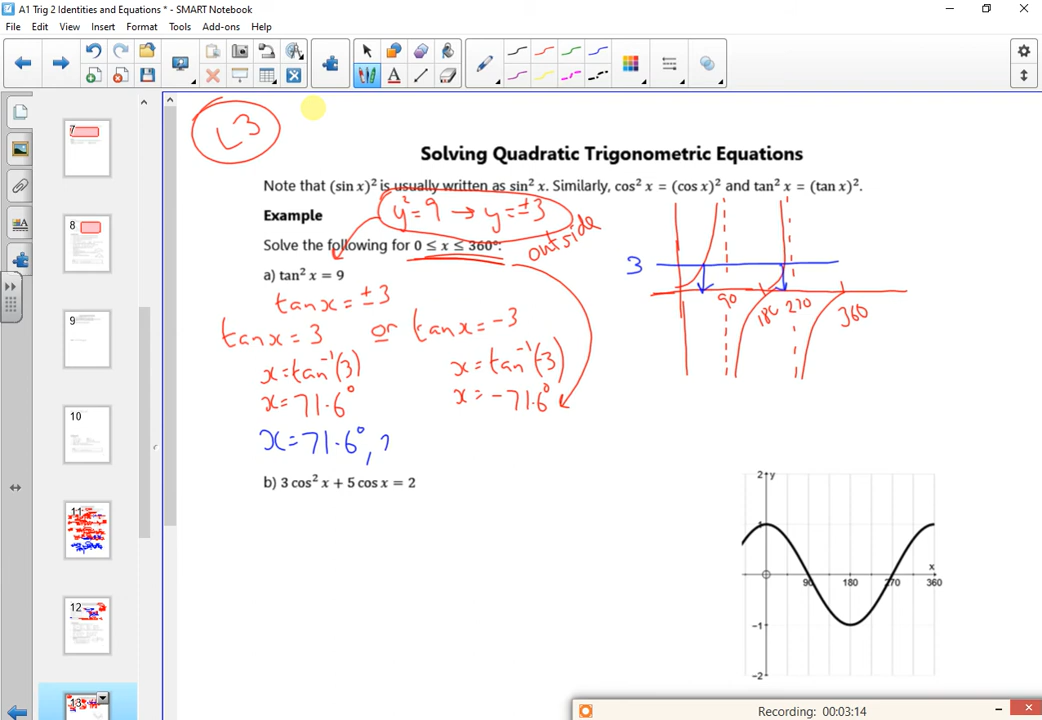 A1 Trig 2 Identities and Equations * - SMART Notebook
File Edit View Insert Format Tools Add-ons Help
7
8
9
10
11
12
13
L3
Solving Quadratic Trigonometric Equations
Note that (sin x)² is usually written as sin² x. Similarly, cos² x = (cos x)² and tan² x = (tan x)².
Example
y² = 9 → y = ±3
outside
Solve the following for 0 ≤ x ≤ 360°:
a) tan² x = 9
tan x = ±3
tan x = 3 or tan x = -3
x = tan⁻¹(3) x = tan⁻¹(-3)
x = 71.6° x = -71.6°
x = 71.6°,
3
90 180 270 360
b) 3 cos² x + 5 cos x = 2
2 y
1
x
90 180 270 360
-1
-2
Recording: 00:03:14